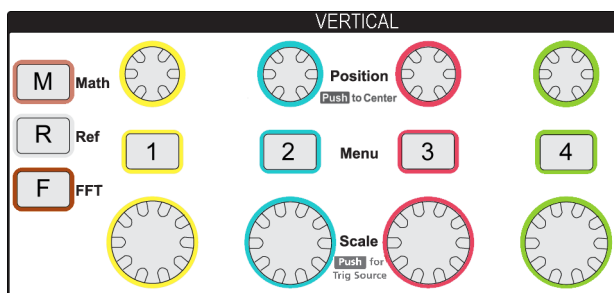 VERTICAL
M Math
Position
Push to Center
R Ref
1 2 Menu 3 4
F FFT
Scale
Push for
Trig Source